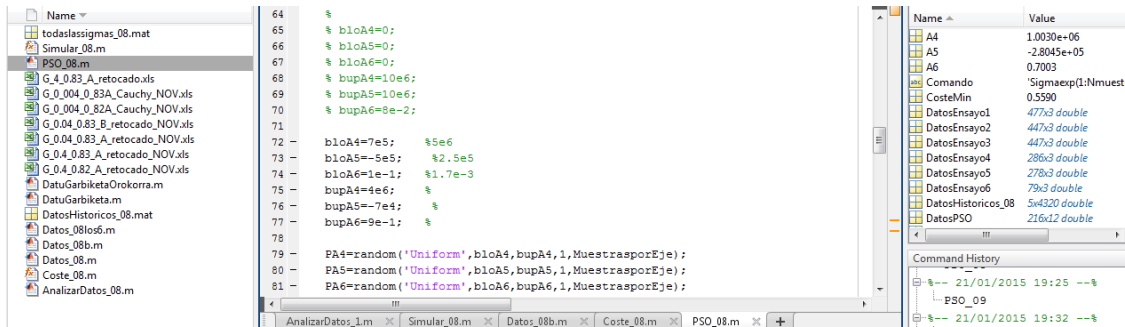 Name
todaslassigmas_08.mat
Simular_08.m
PSO_08.m
G_4_0.83_A_retocado.xls
G_0_004_0_83A_Cauchy_NOV.xls
G_0_004_0_82A_Cauchy_NOV.xls
G_0.04_0.83_B_retocado_NOV.xls
G_0.04_0.83_A_retocado_NOV.xls
G_0.4_0.83_A_retocado_NOV.xls
G_0.4_0.82_A_retocado_NOV.xls
DatuGarbiketaOrokorra.m
DatuGarbiketa.m
DatosHistoricos_08.mat
Datos_08los6.m
Datos_08b.m
Datos_08.m
Coste_08.m
AnalizarDatos_08.m
64 %
65 % bloA4=0;
66 % bloA5=0;
67 % bloA6=0;
68 % bupA4=10e6;
69 % bupA5=10e6;
70 % bupA6=8e-2;
71
72 – bloA4=7e5; %5e6
73 – bloA5=-5e5; %2.5e5
74 – bloA6=1e-1; %1.7e-3
75 – bupA4=4e6; %
76 – bupA5=-7e4; %
77 – bupA6=9e-1; %
78
79 – PA4=random('Uniform',bloA4,bupA4,1,MuestrasporEje);
80 – PA5=random('Uniform',bloA5,bupA5,1,MuestrasporEje);
81 – PA6=random('Uniform',bloA6,bupA6,1,MuestrasporEje);
AnalizarDatos_1.m × Simular_08.m × Datos_08b.m × Coste_08.m × PSO_08.m × +
Name Value
A4 1.0030e+06
A5 -2.8045e+05
A6 0.7003
abc Comando 'Sigmaexp(1:Nmuest
CosteMin 0.5590
DatosEnsayo1 477x3 double
DatosEnsayo2 447x3 double
DatosEnsayo3 447x3 double
DatosEnsayo4 286x3 double
DatosEnsayo5 278x3 double
DatosEnsayo6 79x3 double
DatosHistoricos_08 5x4320 double
DatosPSO 216x12 double
Command History
%-- 21/01/2015 19:25 --%
PSO_09
%-- 21/01/2015 19:32 --%